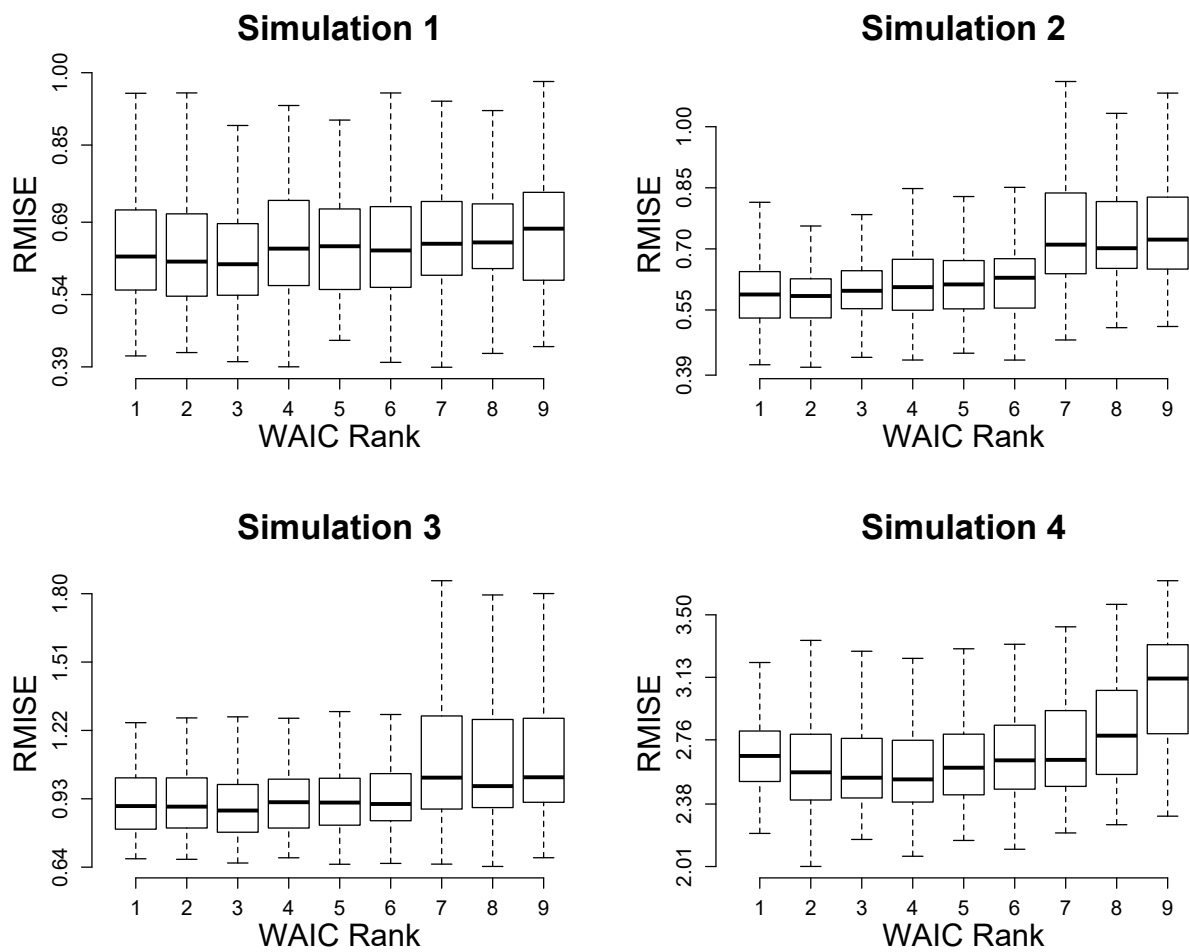 Simulation 1
RMISE
1.00
0.85
0.69
0.54
0.39
1 2 3 4 5 6 7 8 9
WAIC Rank
Simulation 2
RMISE
1.00
0.85
0.70
0.55
0.39
1 2 3 4 5 6 7 8 9
WAIC Rank
Simulation 3
RMISE
1.80
1.51
1.22
0.93
0.64
1 2 3 4 5 6 7 8 9
WAIC Rank
Simulation 4
RMISE
3.50
3.13
2.76
2.38
2.01
1 2 3 4 5 6 7 8 9
WAIC Rank